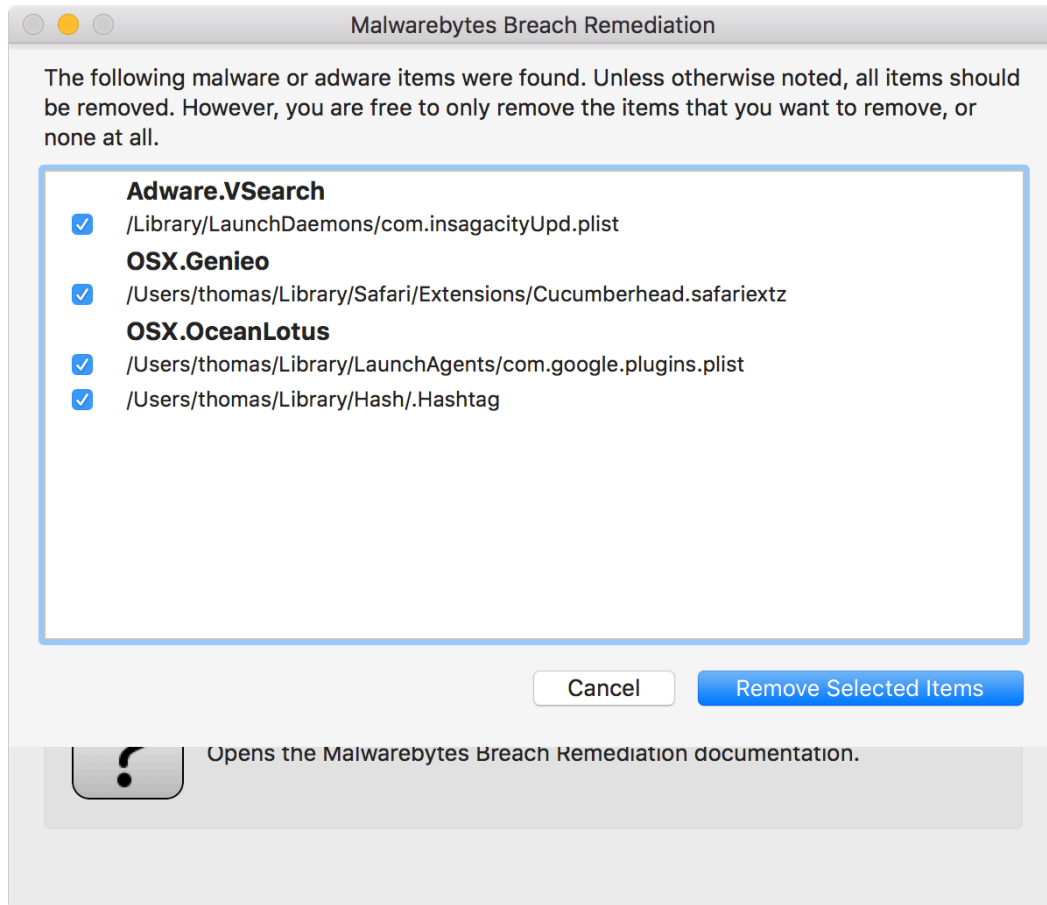 Malwarebytes Breach Remediation
The following malware or adware items were found. Unless otherwise noted, all items should
be removed. However, you are free to only remove the items that you want to remove, or
none at all.
Adware.VSearch
/Library/LaunchDaemons/com.insagacityUpd.plist
OSX.Genieo
/Users/thomas/Library/Safari/Extensions/Cucumberhead.safariextz
OSX.OceanLotus
/Users/thomas/Library/LaunchAgents/com.google.plugins.plist
/Users/thomas/Library/Hash/.Hashtag
Cancel
Remove Selected Items
?
Opens the Malwarebytes Breach Remediation documentation.